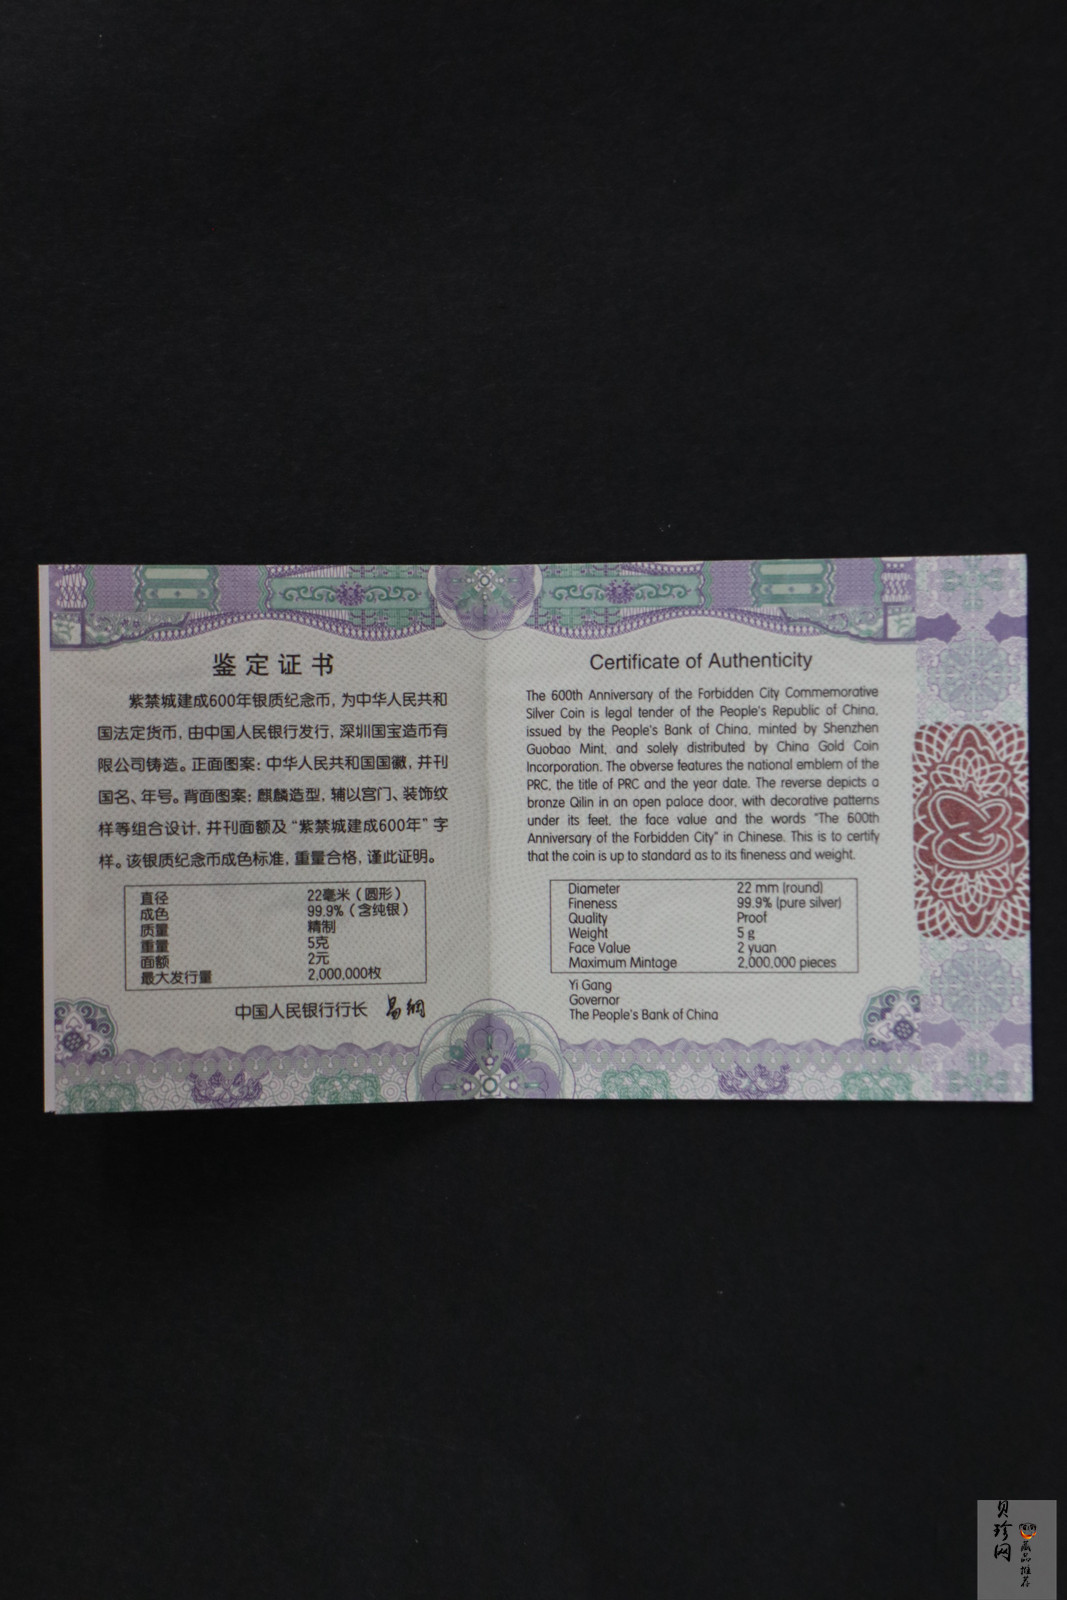 鉴定证书
紫禁城建成600年银质纪念币，为中华人民共和
国法定货币，由中国人民银行发行，深圳国宝造币有
限公司铸造。正面图案：中华人民共和国国徽，并刊
国名、年号。背面图案：麒麟造型，辅以宫门、装饰纹
样等组合设计，并刊面额及“紫禁城建成600年”字
样。该银质纪念币成色标准，重量合格，谨此证明。
直径 22毫米（圆形）
成色 99.9%（含纯银）
质量 精制
重量 5克
面额 2元
最大发行量 2,000,000枚
中国人民银行行长 易纲
Certificate of Authenticity
The 600th Anniversary of the Forbidden City Commemorative
Silver Coin is legal tender of the People's Republic of China,
issued by the People's Bank of China, minted by Shenzhen
Guobao Mint, and solely distributed by China Gold Coin
Incorporation. The obverse features the national emblem of the
PRC, the title of PRC and the year date. The reverse depicts a
bronze Qilin in an open palace door, with decorative patterns
under its feet, the face value and the words "The 600th
Anniversary of the Forbidden City" in Chinese. This is to certify
that the coin is up to standard as to its fineness and weight.
Diameter 22 mm (round)
Fineness 99.9% (pure silver)
Quality Proof
Weight 5 g
Face Value 2 yuan
Maximum Mintage 2,000,000 pieces
Yi Gang
Governor
The People's Bank of China
贝珍网
藏品推荐